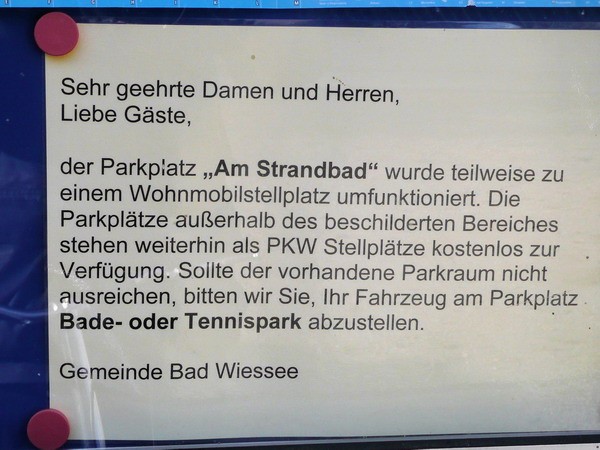 Sehr geehrte Damen und Herren,
Liebe Gäste,
der Parkplatz „Am Strandbad“ wurde teilweise zu
einem Wohnmobilstellplatz umfunktioniert. Die
Parkplätze außerhalb des beschilderten Bereiches
stehen weiterhin als PKW Stellplätze kostenlos zur
Verfügung. Sollte der vorhandene Parkraum nicht
ausreichen, bitten wir Sie, Ihr Fahrzeug am Parkplatz
Bade- oder Tennispark abzustellen.
Gemeinde Bad Wiessee